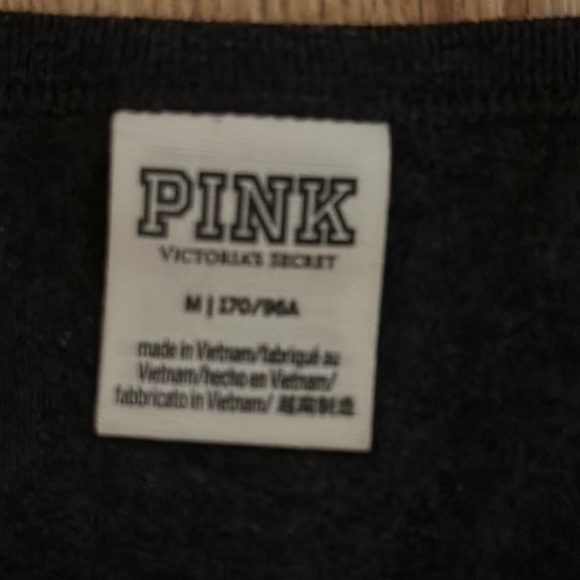 PINK
VICTORIA'S SECRET
M | 170/96A
made in Vietnam/fabriqué au
Vietnam/hecho en Vietnam/
fabbricato in Vietnam/ 越南制造